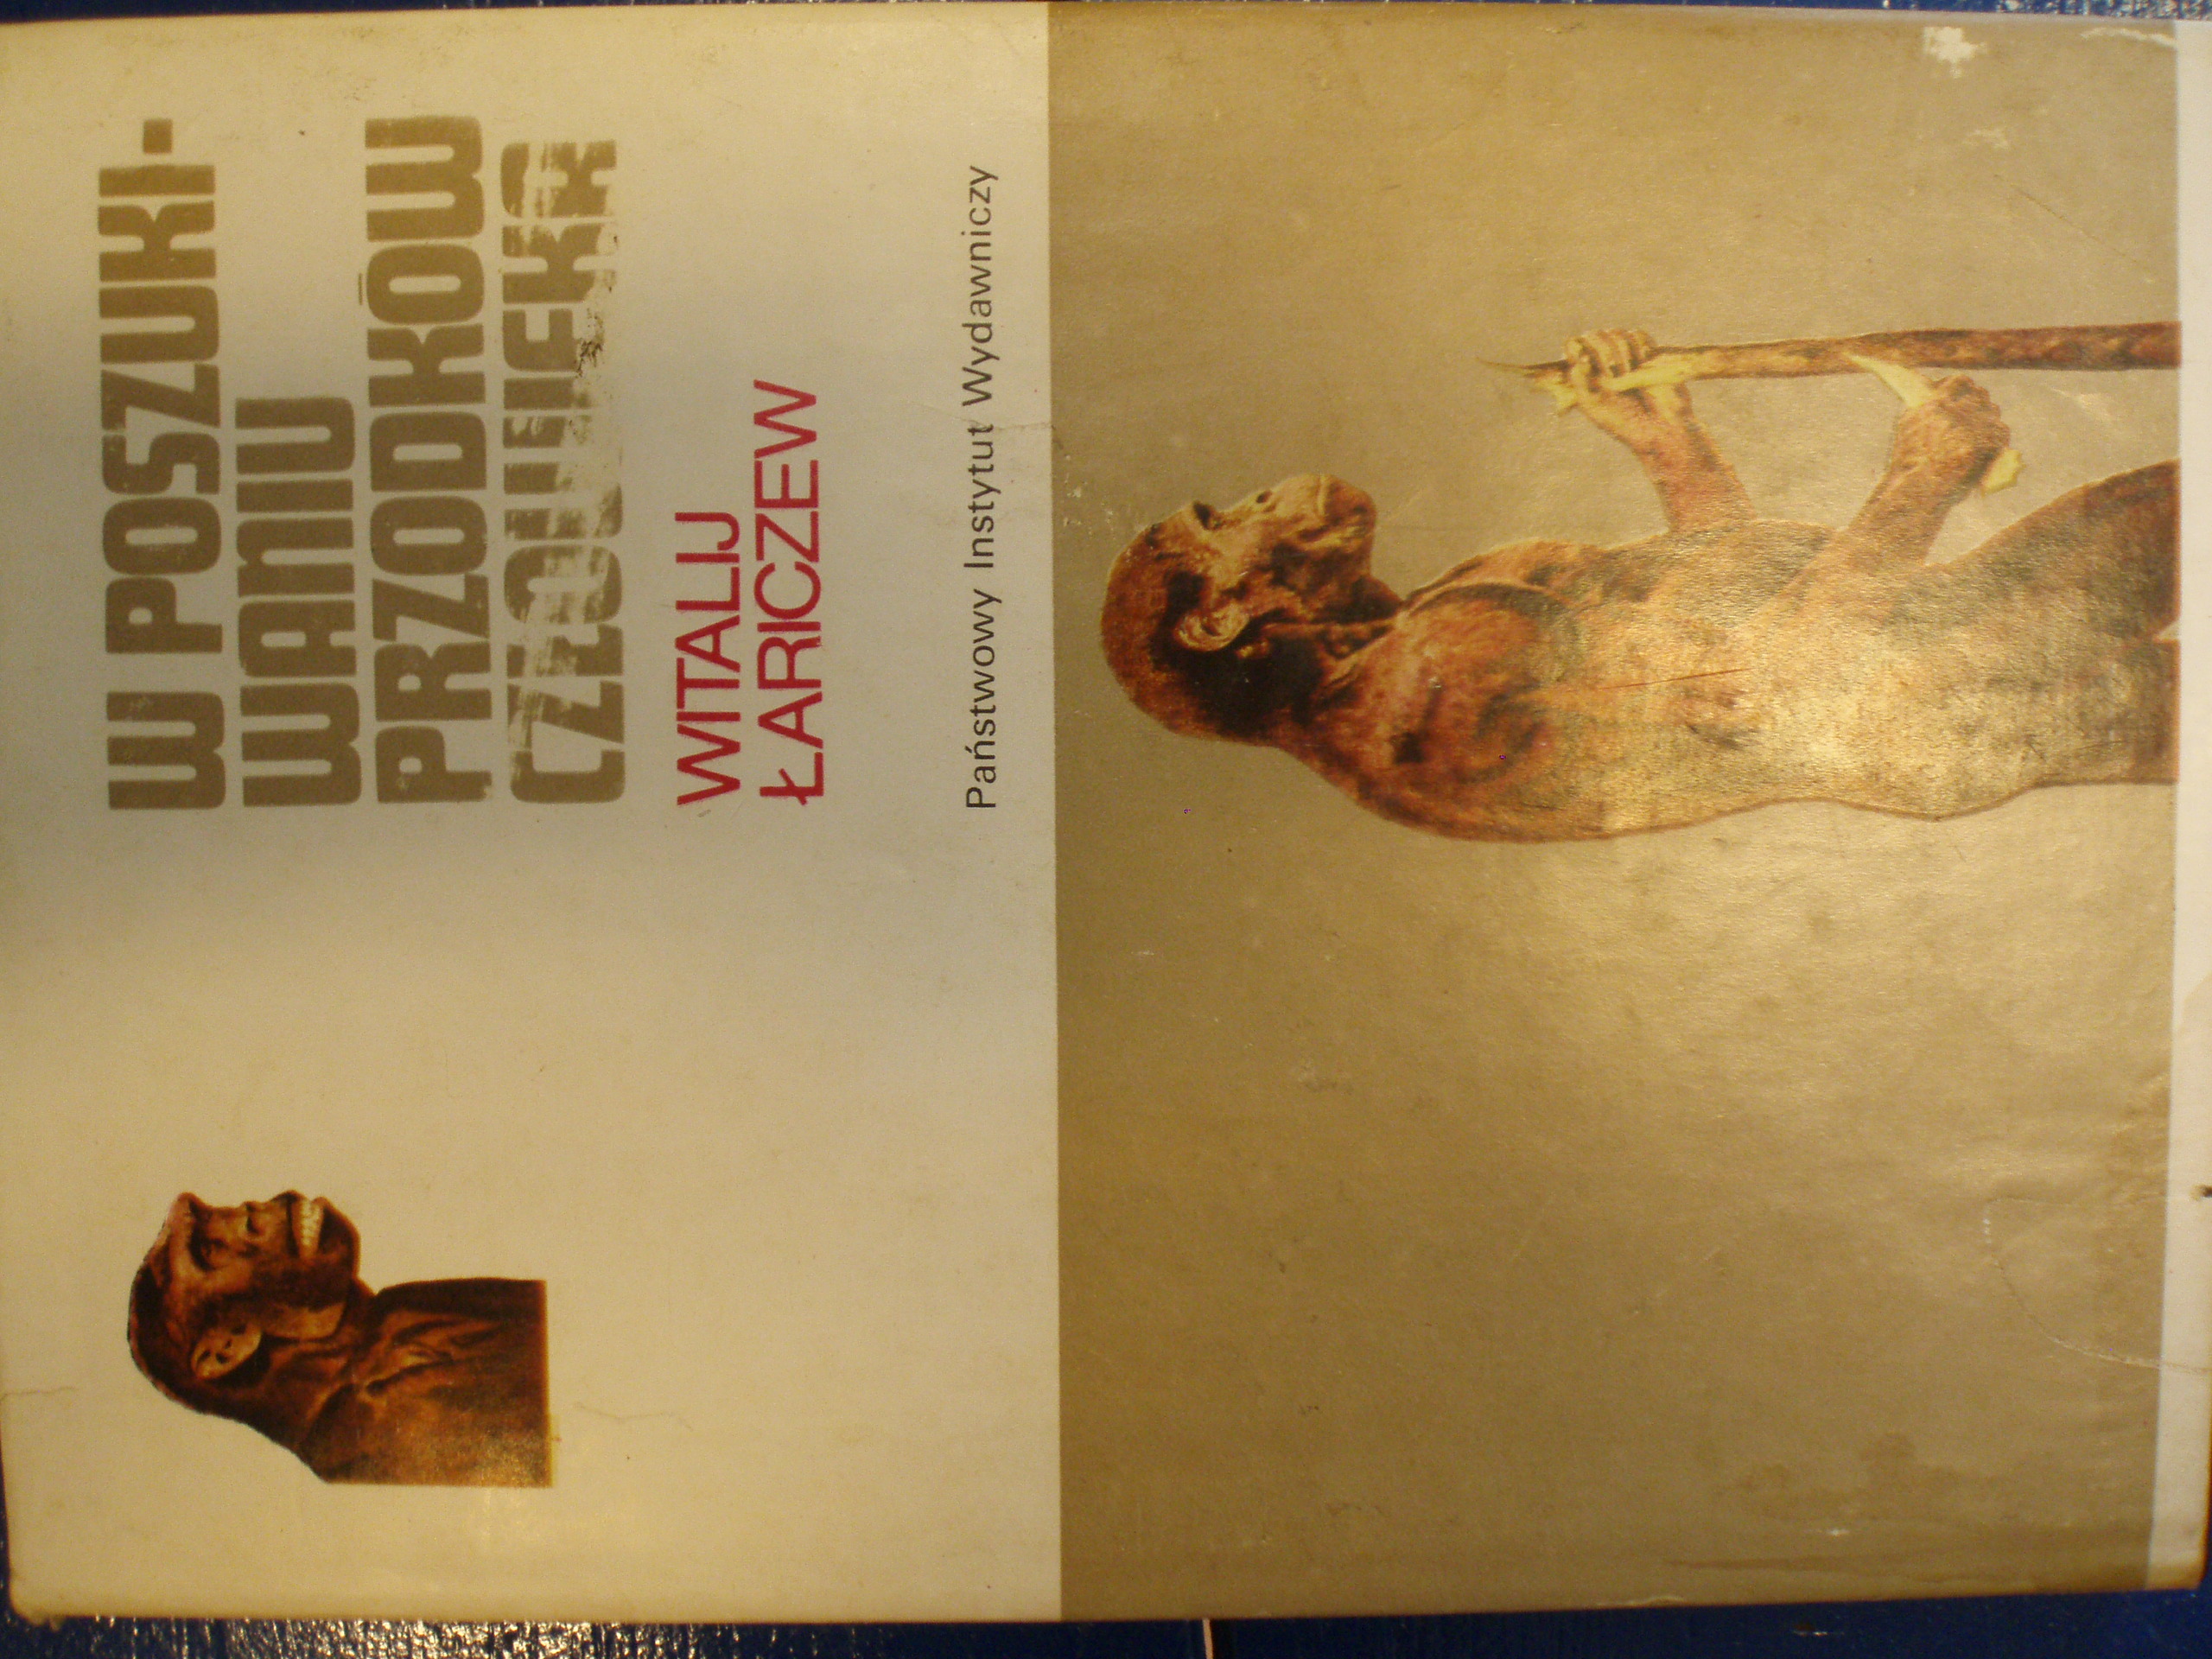 W POSZUKI-
WANIU
PRZODKÓW
CZŁOWIEKA
WITALIJ
ŁARICZEW
Państwowy Instytut Wydawniczy